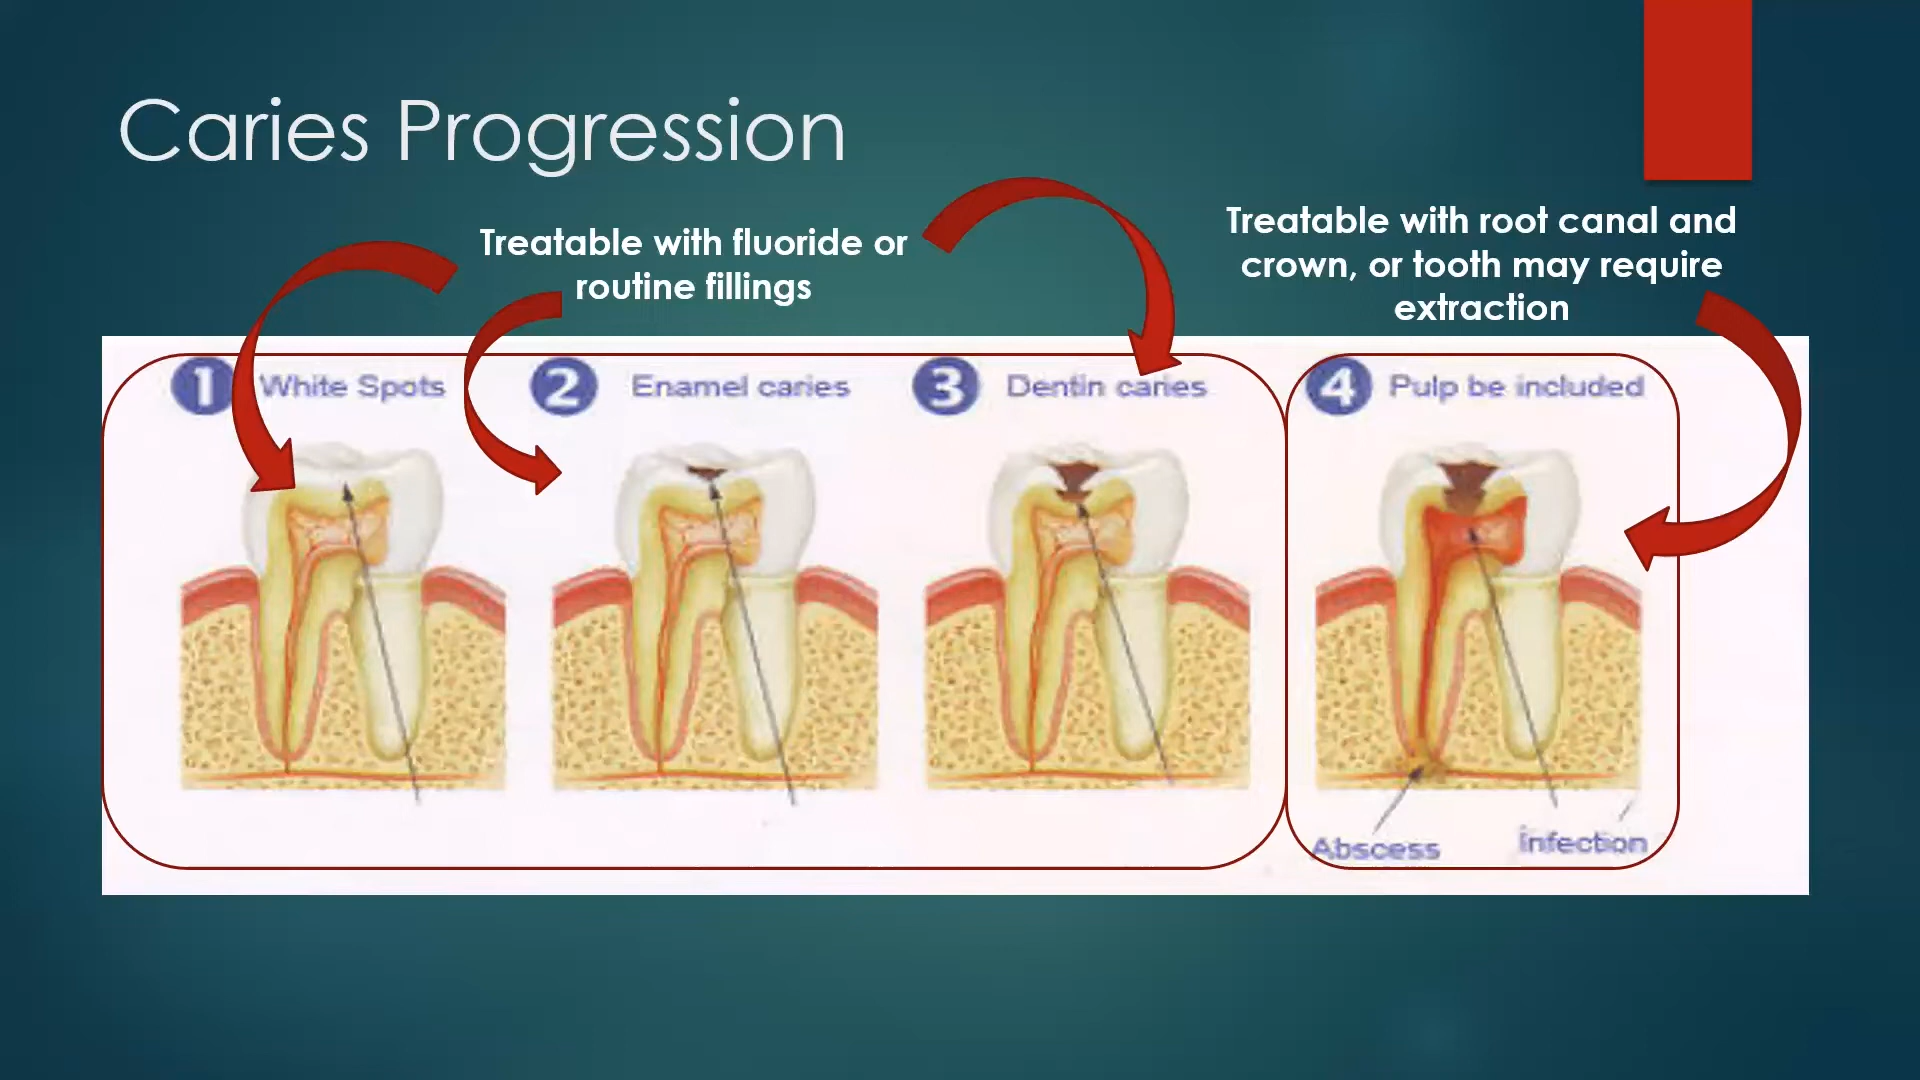 Caries Progression
Treatable with fluoride or
routine fillings
Treatable with root canal and
crown, or tooth may require
extraction
1 White Spots
2 Enamel caries
3 Dentin caries
4 Pulp be included
Abscess
infection